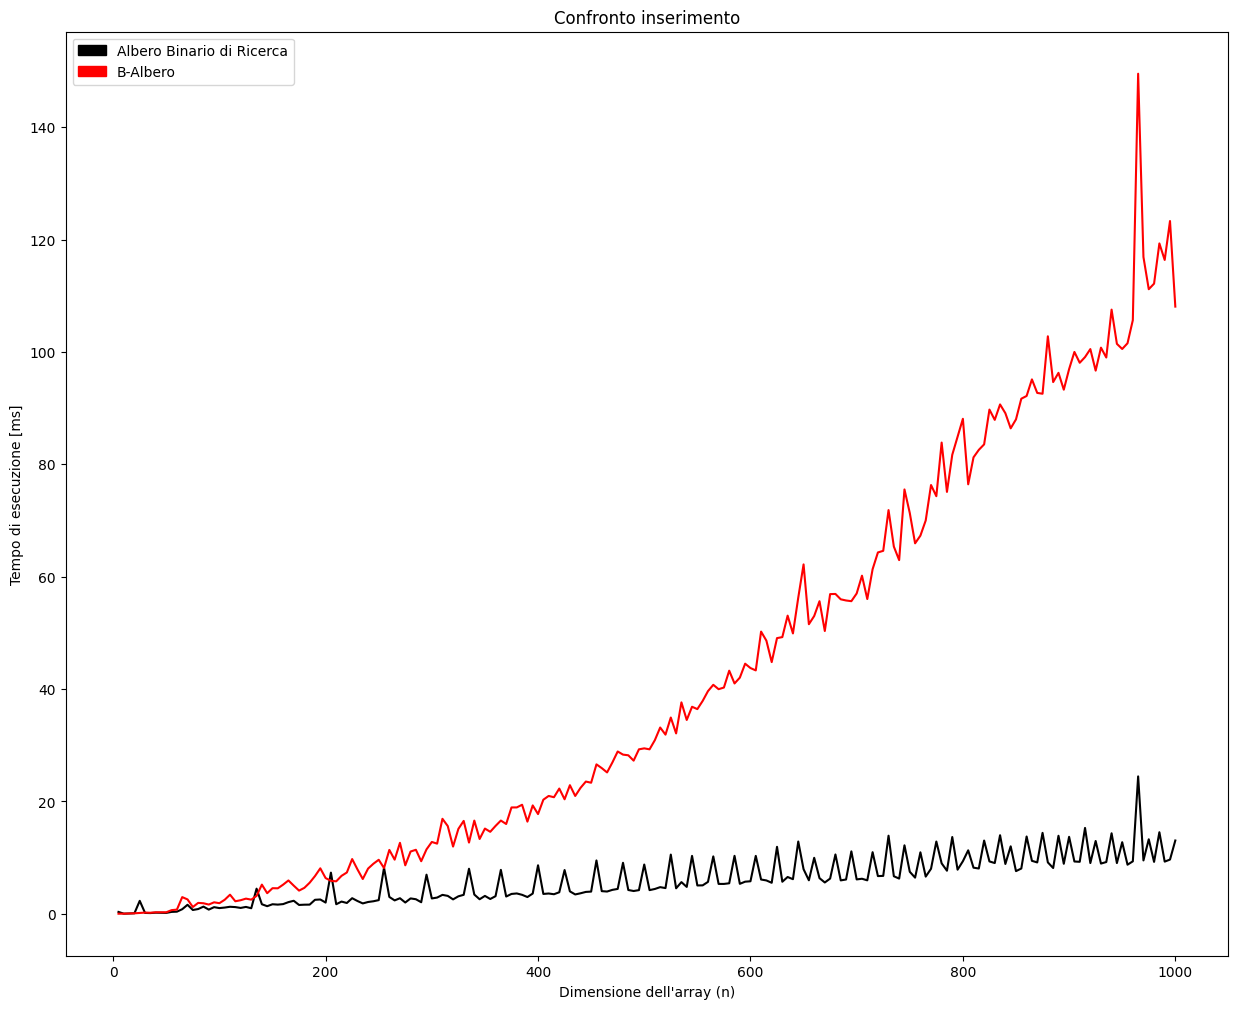 Confronto inserimento
Albero Binario di Ricerca
B-Albero
Tempo di esecuzione [ms]
140
120
100
80
60
40
20
0
0
200
400
600
800
1000
Dimensione dell'array (n)